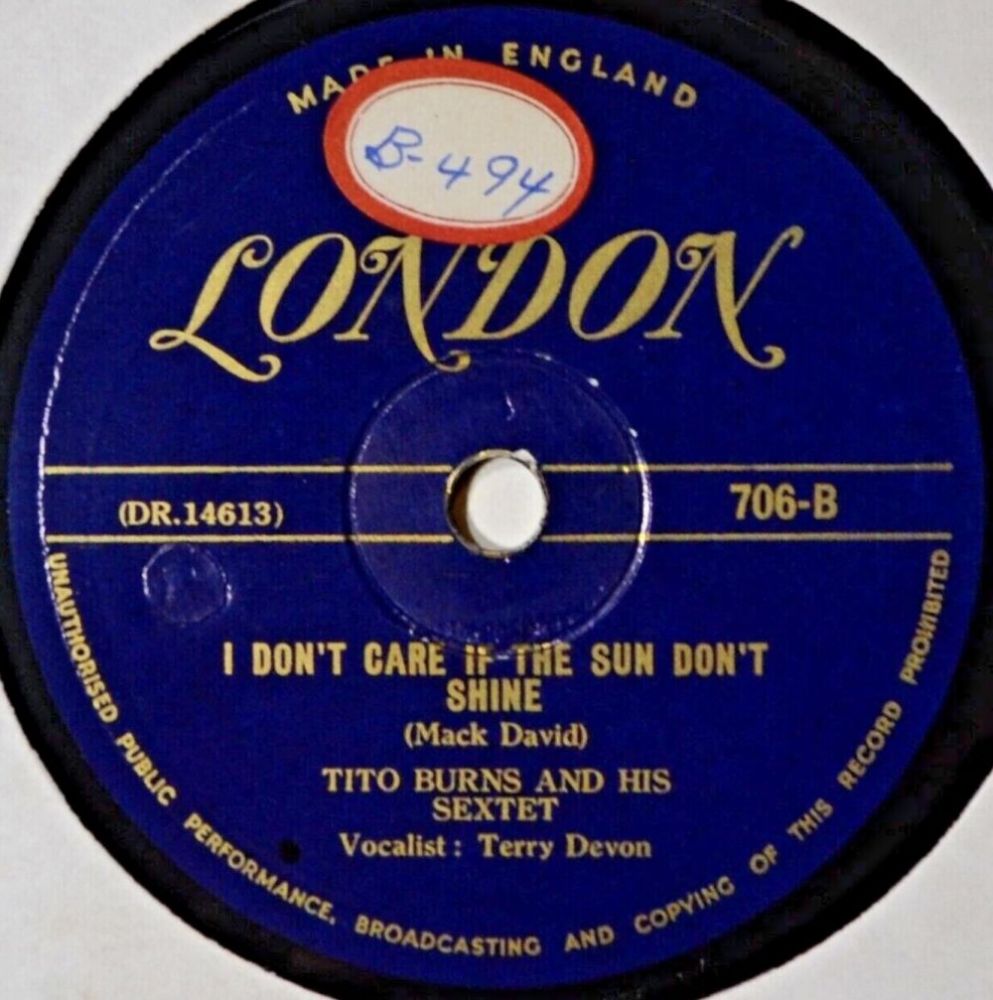 MADE IN ENGLAND
B-494
LONDON
(DR.14613)
706-B
I DON'T CARE IF THE SUN DON'T
SHINE
(Mack David)
TITO BURNS AND HIS
SEXTET
Vocalist : Terry Devon
UNAUTHORISED PUBLIC PERFORMANCE, BROADCASTING AND COPYING OF THIS RECORD PROHIBITED